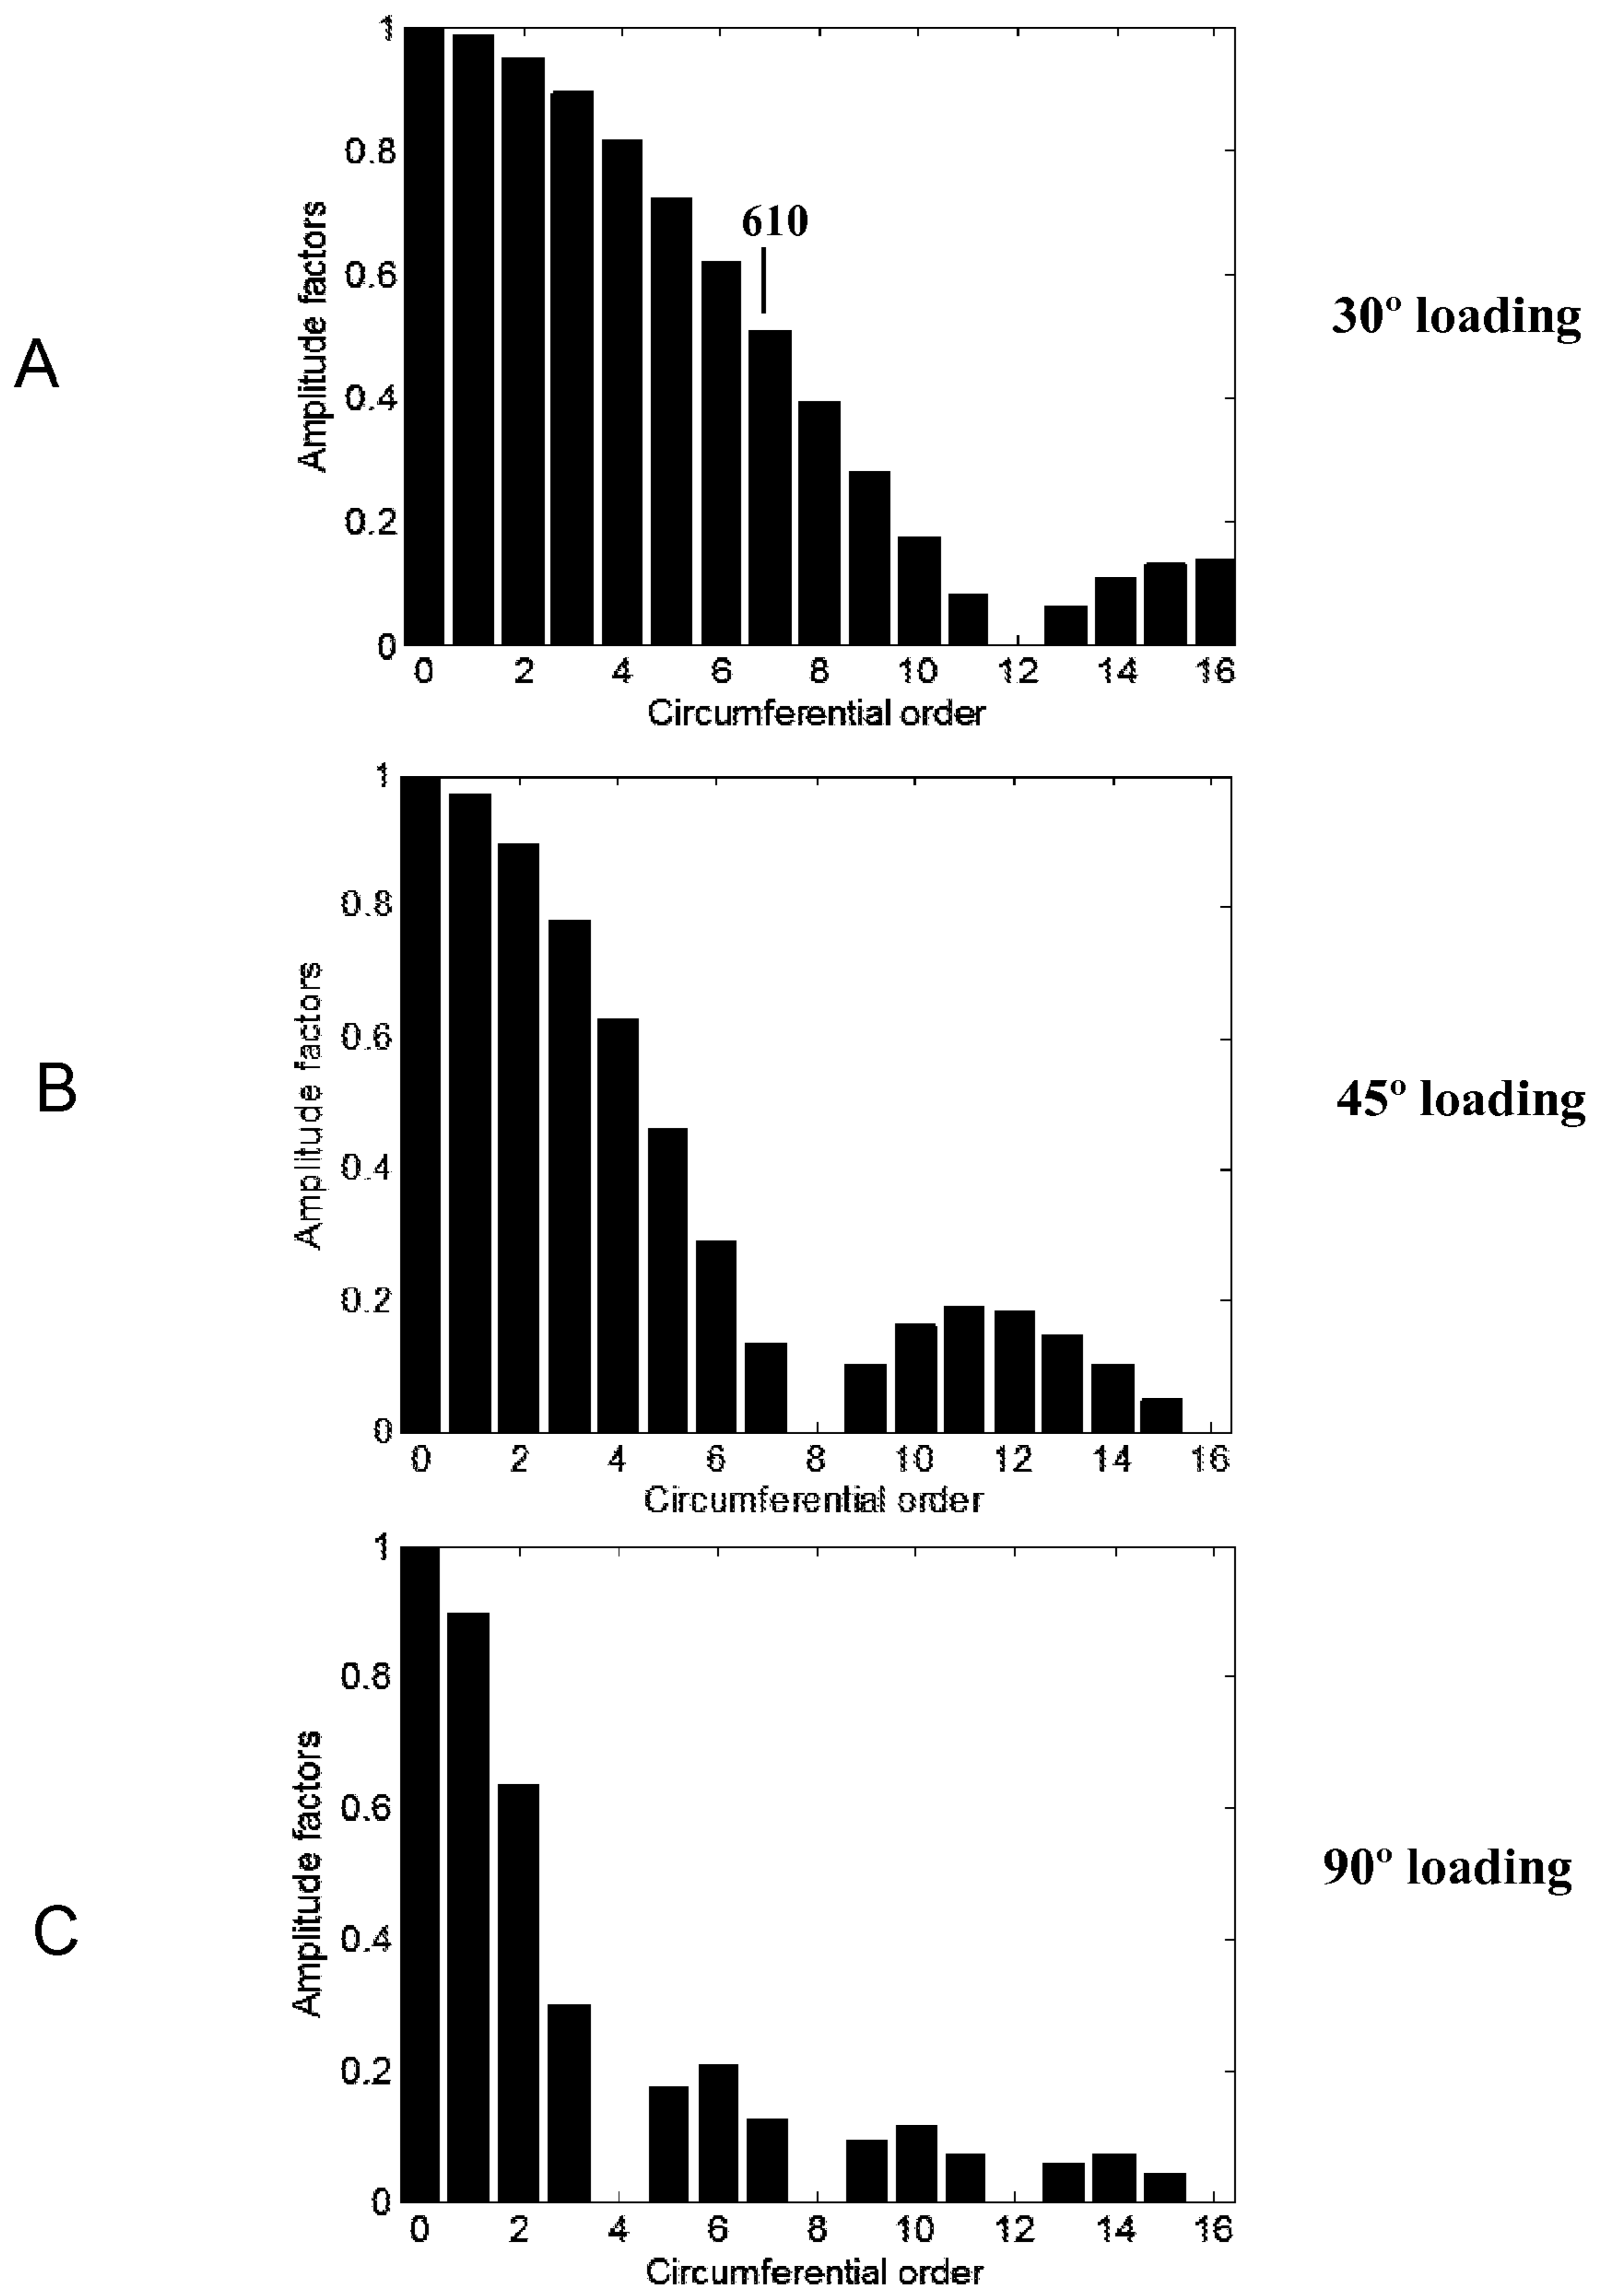 A
Amplitude factors
1
0.8
0.6
0.4
0.2
0
610
0 2 4 6 8 10 12 14 16
Circumferential order
30º loading
B
Amplitude factors
1
0.8
0.6
0.4
0.2
0
0 2 4 6 8 10 12 14 16
Circumferential order
45º loading
C
Amplitude factors
1
0.8
0.6
0.4
0.2
0
0 2 4 6 8 10 12 14 16
Circumferential order
90º loading